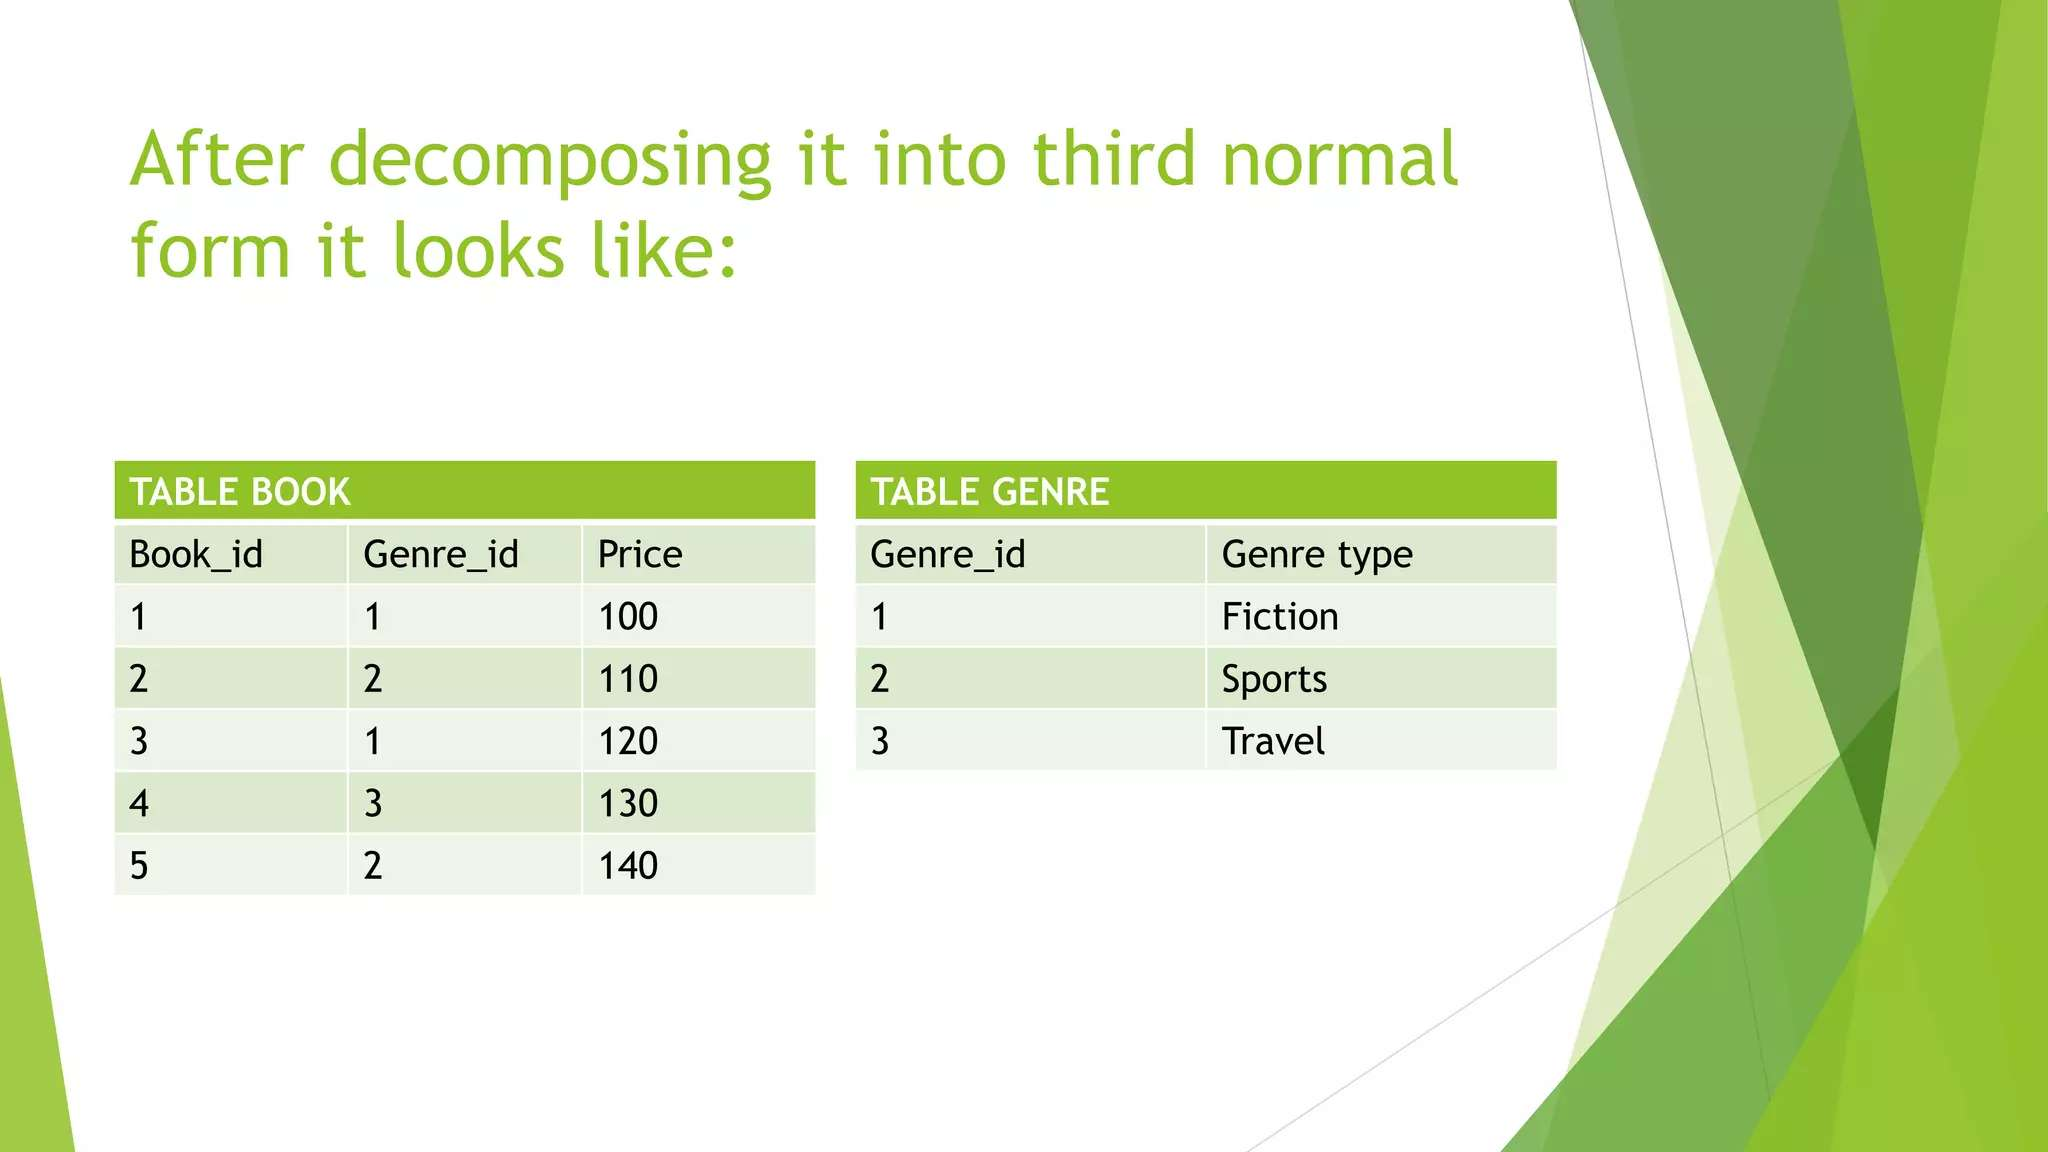 After decomposing it into third normal
form it looks like:
TABLE BOOK
Book_id Genre_id Price
1 1 100
2 2 110
3 1 120
4 3 130
5 2 140
TABLE GENRE
Genre_id Genre type
1 Fiction
2 Sports
3 Travel